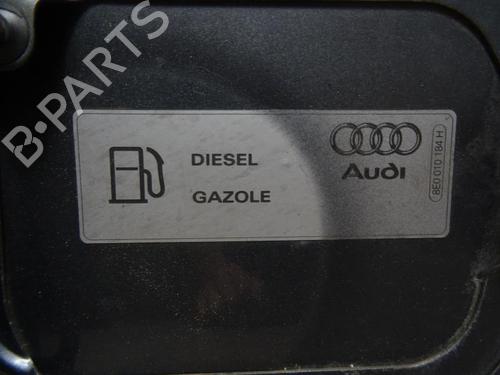 B-PARTS
DIESEL
GAZOLE
Audi
8E0 010 184 H